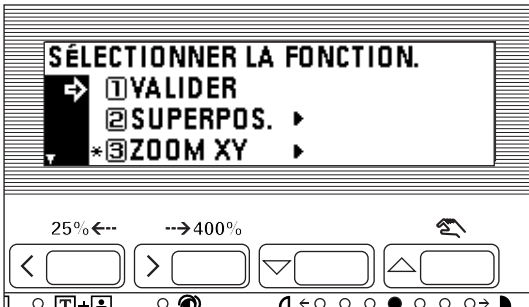 SÉLECTIONNER LA FONCTION.
1 VALIDER
2 SUPERPOS.
*3 ZOOM XY
25% 400%
T+